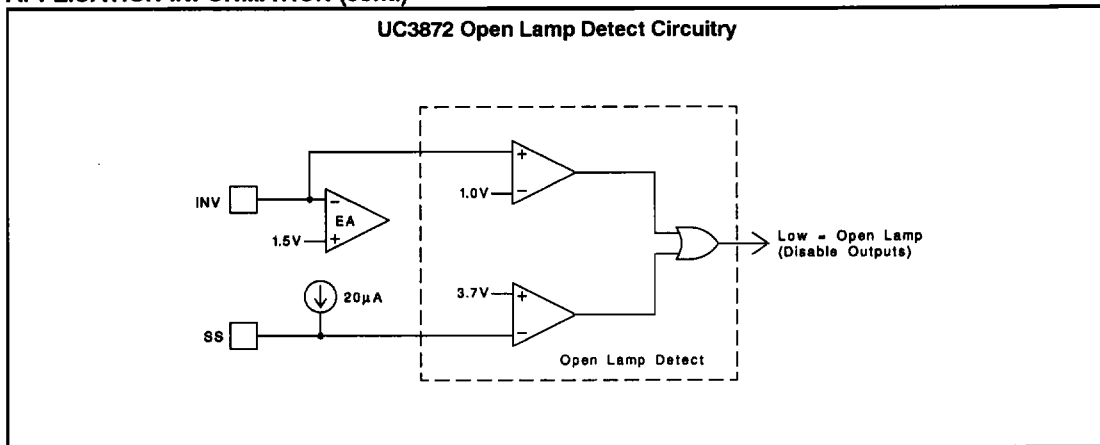 UC3872 Open Lamp Detect Circuitry
INV
EA
-
+
1.5V
+
-
1.0V
Low = Open Lamp
(Disable Outputs)
20μA
SS
3.7V
+
-
Open Lamp Detect